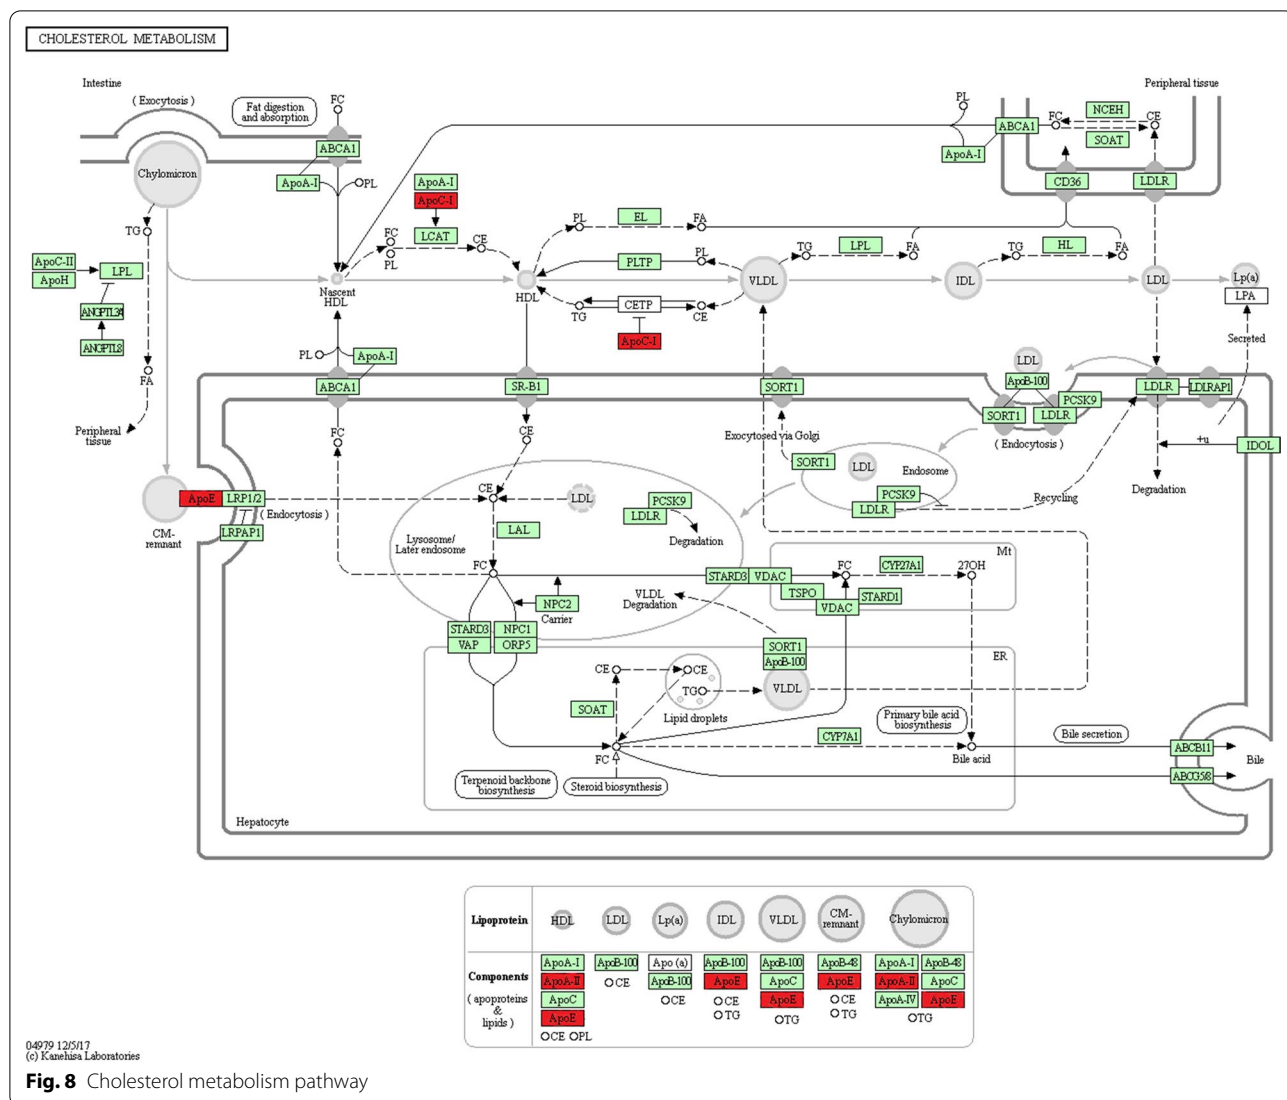 CHOLESTEROL METABOLISM
Intestine
( Exocytosis )
Fat digestion
and absorption
FC
Peripheral tissue
PL
ABCA1
FC
NCEH
CE
SOAT
ApoA-I
CD36
LDLR
Chylomicron
ABCA1
ApoA-I
PL
ApoA-I
ApoC-I
LCAT
TG
FC
PL
CE
PL
EL
FA
TG
LPL
FA
TG
HL
FA
ApoC-II
ApoH
LPL
PLTP
PL
Nascent
HDL
HDL
VLDL
IDL
LDL
Lp(a)
LPA
ANGPTL34
ANGPTL8
TG
CETP
CE
ApoC-I
Secreted
FA
PL
ApoA-I
LDL
ApoB-100
ABCA1
SR-B1
SORT1
SORT1
LDLR
PCSK9
LDLR
LDLRAP1
Peripheral
tissue
FC
CE
Exocytosed via Golgi
( Endocytosis )
+u
IDOL
SORT1
LDL
Endosome
PCSK9
LDLR
Recycling
Degradation
CM-
remnant
ApoE
LRP1/2
( Endocytosis )
LRPAP1
CE
LDL
PCSK9
LDLR
Degradation
LAL
Lysosome/
Later endosome
FC
Mt
STARD3
VDAC
FC
CYP27A1
27OH
TSPO
VDAC
STARD1
NPC2
Carrier
VLDL
Degradation
STARD3
VAP
NPC1
ORP5
SORT1
ApoB-100
ER
CE
CE
TG
VLDL
SOAT
Lipid droplets
Primary bile acid
biosynthesis
CYP7A1
FC
Bile acid
Bile secretion
ABCB11
ABCG5/8
Bile
Terpenoid backbone
biosynthesis
Steroid biosynthesis
Hepatocyte
Lipoprotein
HDL
LDL
Lp(a)
IDL
VLDL
CM-
remnant
Chylomicron
Components
( apoproteins
&
lipids )
ApoA-I
ApoA-II
ApoC
ApoE
CE PL
ApoB-100
CE
Apo (a)
ApoB-100
CE
ApoB-100
ApoE
CE
TG
ApoB-100
ApoC
ApoE
TG
ApoB-48
ApoE
CE
TG
ApoA-I ApoB-48
ApoA-II ApoC
ApoA-IV ApoE
TG
04979 12/5/17
(c) Kanehisa Laboratories
Fig. 8 Cholesterol metabolism pathway